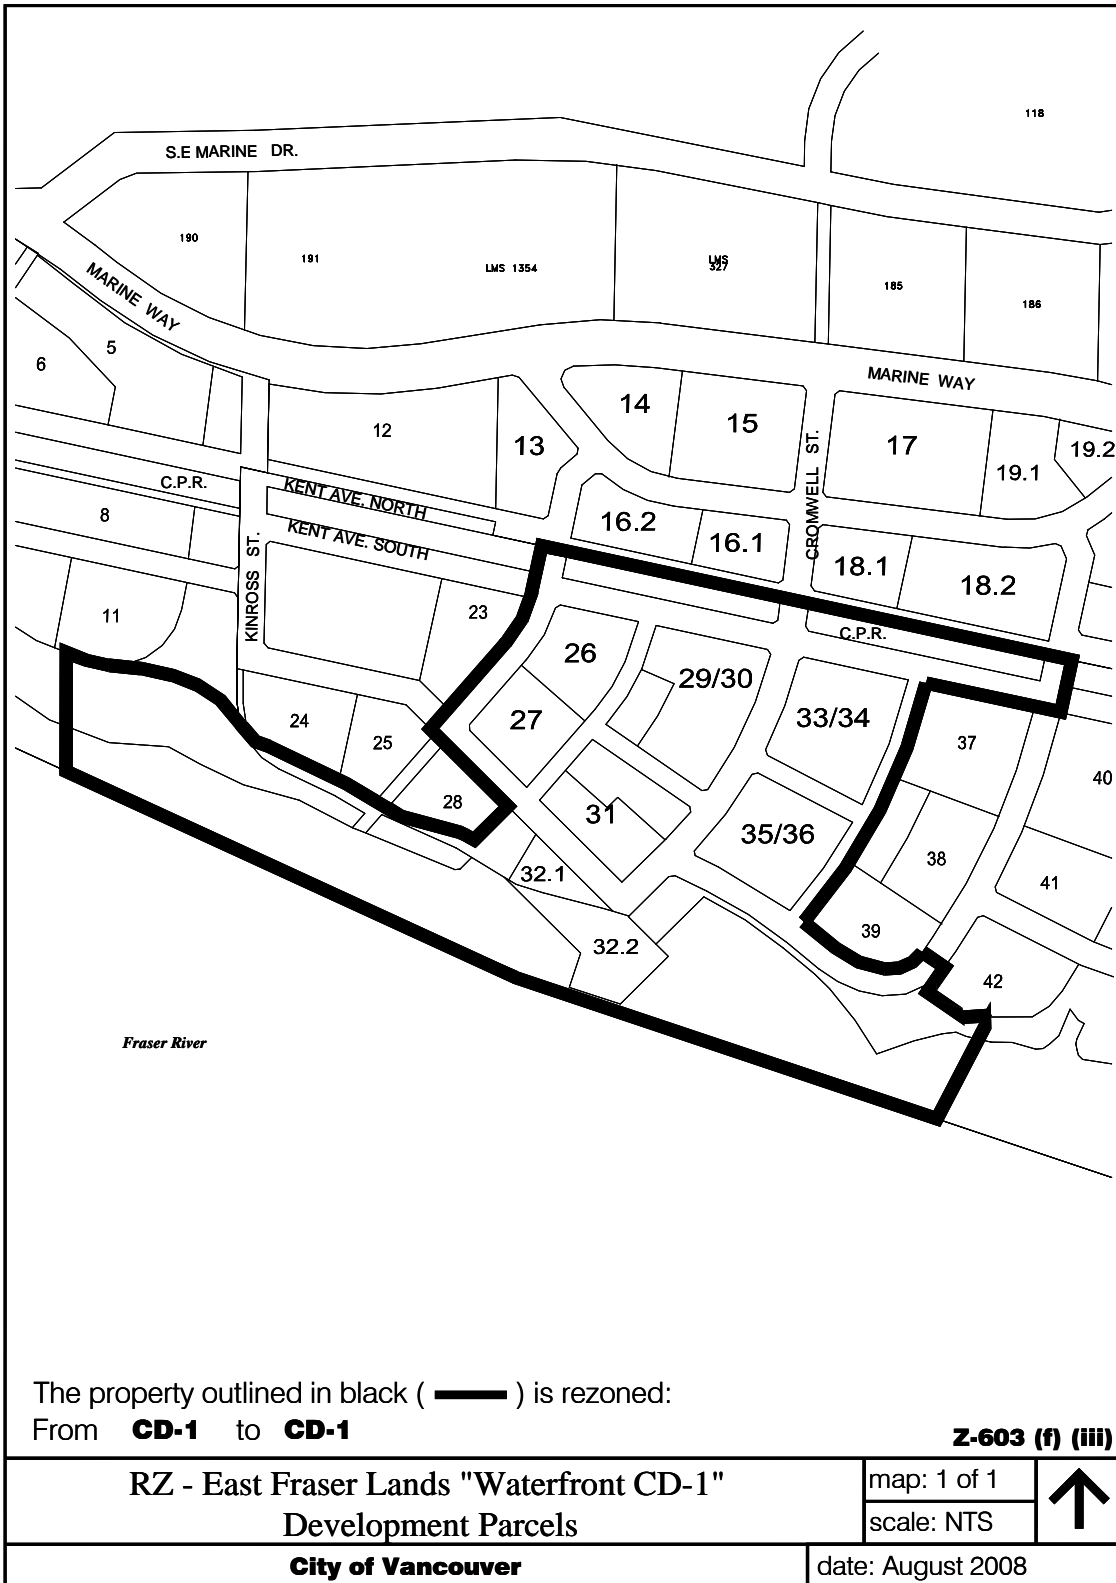 118
S.E MARINE DR.
190
191
LMS 1354
LMS
327
185
186
MARINE WAY
5
6
MARINE WAY
14
15
12
13
17
19.1
19.2
CROMWELL ST.
C.P.R.
KENT AVE. NORTH
8
KENT AVE. SOUTH
16.2
16.1
18.1
18.2
KINROSS ST.
11
23
C.P.R.
26
29/30
27
33/34
24
25
37
40
28
31
35/36
38
32.1
41
39
32.2
42
Fraser River
The property outlined in black ( ) is rezoned:
From CD-1 to CD-1
Z-603 (f) (iii)
RZ - East Fraser Lands "Waterfront CD-1"
Development Parcels
map: 1 of 1
scale: NTS
City of Vancouver
date: August 2008